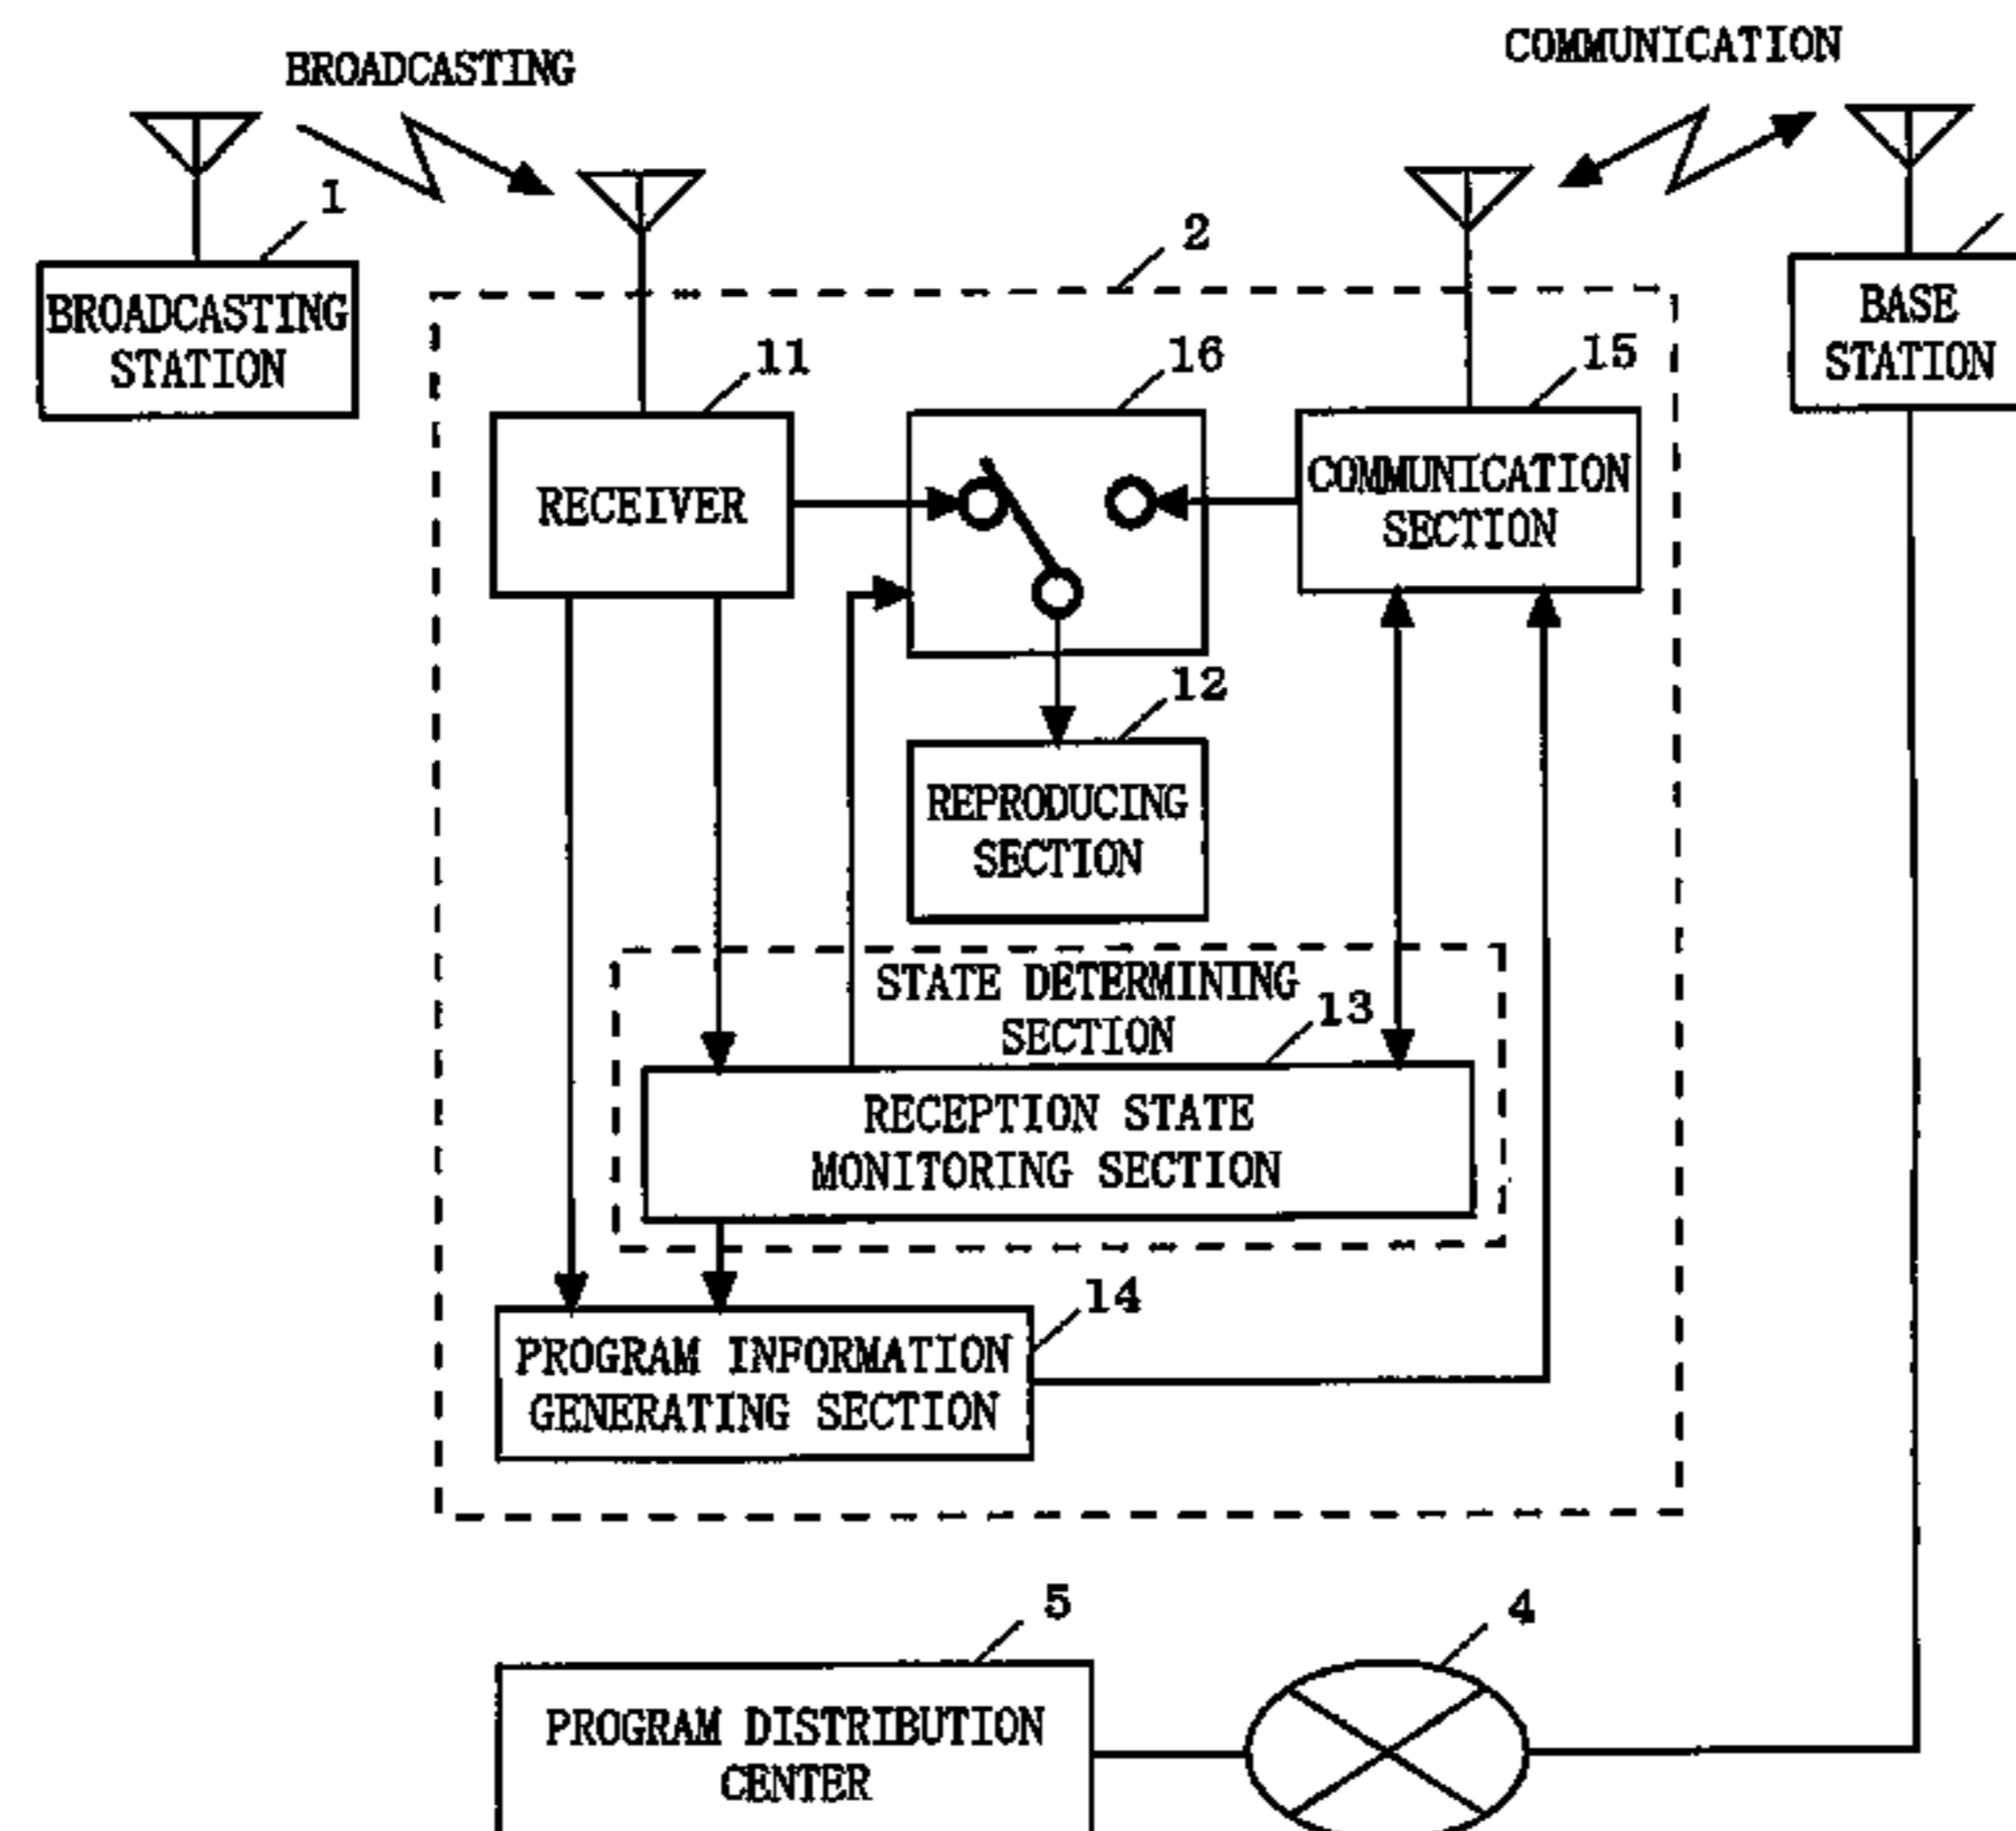 BROADCASTING
COMMUNICATION
1
2
BROADCASTING
STATION
BASE
STATION
11
16
15
RECEIVER
COMMUNICATION
SECTION
12
REPRODUCING
SECTION
STATE DETERMINING
SECTION
13
RECEPTION STATE
MONITORING SECTION
14
PROGRAM INFORMATION
GENERATING SECTION
5
4
PROGRAM DISTRIBUTION
CENTER